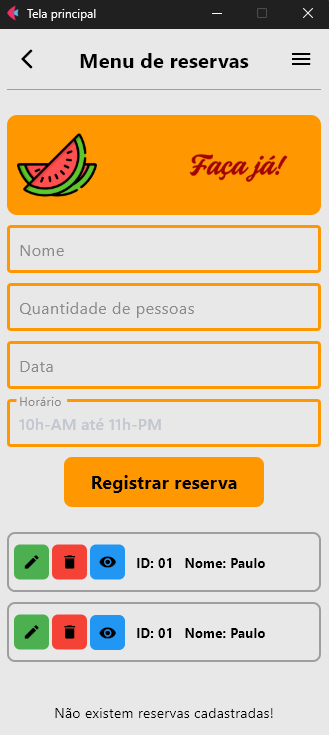 Tela principal
Menu de reservas
Faça já!
Nome
Quantidade de pessoas
Data
Horário
10h-AM até 11h-PM
Registrar reserva
ID: 01 Nome: Paulo
ID: 01 Nome: Paulo
Não existem reservas cadastradas!